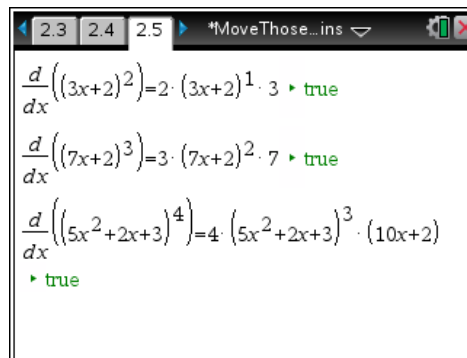 2.3 2.4 2.5 *MoveThose...ins
d/dx((3x+2)^2)=2·(3x+2)^1·3 ▸ true
d/dx((7x+2)^3)=3·(7x+2)^2·7 ▸ true
d/dx((5x^2+2x+3)^4)=4·(5x^2+2x+3)^3·(10x+2)
▸ true